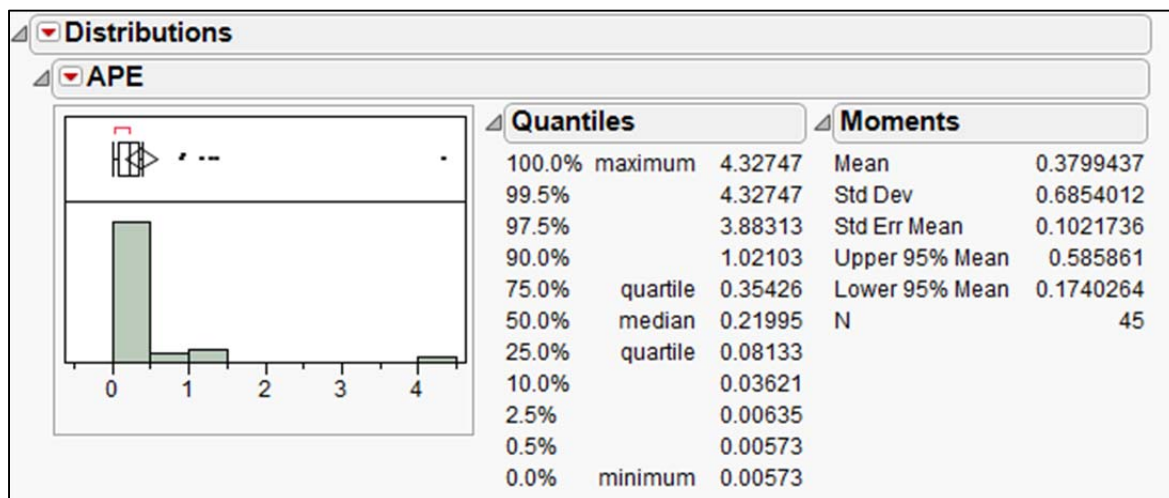 Distributions
APE
0 1 2 3 4
Quantiles
100.0% maximum 4.32747
99.5% 4.32747
97.5% 3.88313
90.0% 1.02103
75.0% quartile 0.35426
50.0% median 0.21995
25.0% quartile 0.08133
10.0% 0.03621
2.5% 0.00635
0.5% 0.00573
0.0% minimum 0.00573
Moments
Mean 0.3799437
Std Dev 0.6854012
Std Err Mean 0.1021736
Upper 95% Mean 0.585861
Lower 95% Mean 0.1740264
N 45